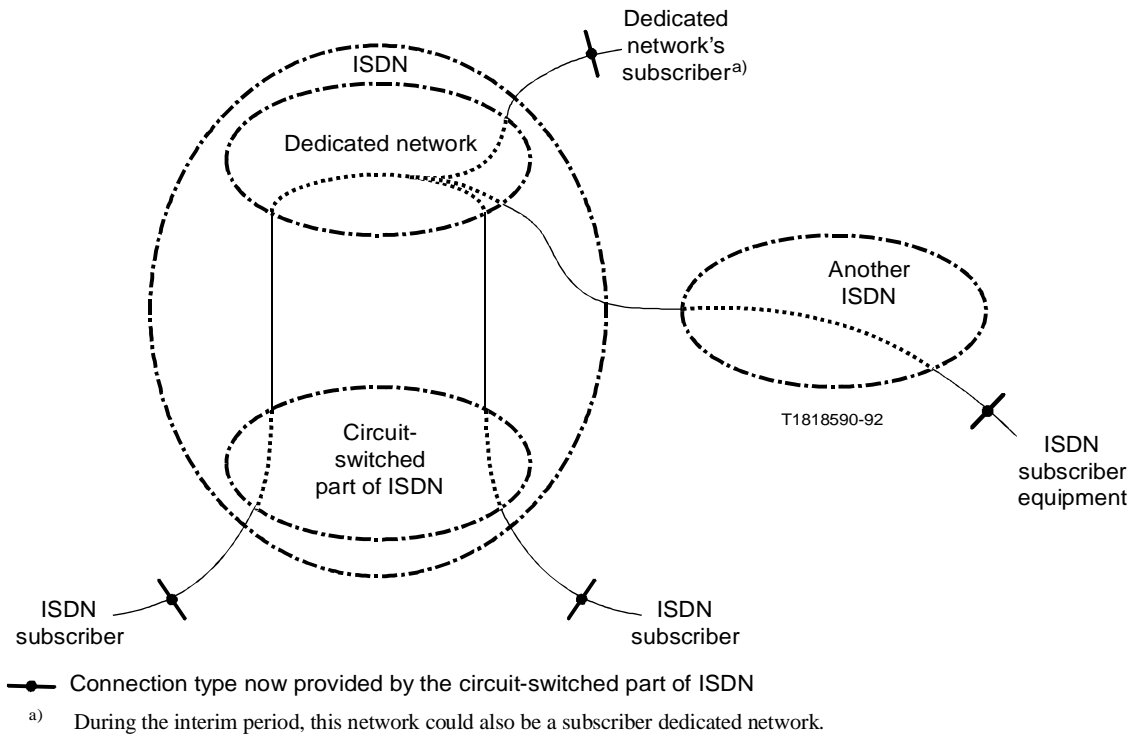 Dedicated
network's
subscriber a)
ISDN
Dedicated network
Another
ISDN
T1818590-92
Circuit-
switched
part of ISDN
ISDN
subscriber
equipment
ISDN
subscriber
ISDN
subscriber
Connection type now provided by the circuit-switched part of ISDN
a) During the interim period, this network could also be a subscriber dedicated network.